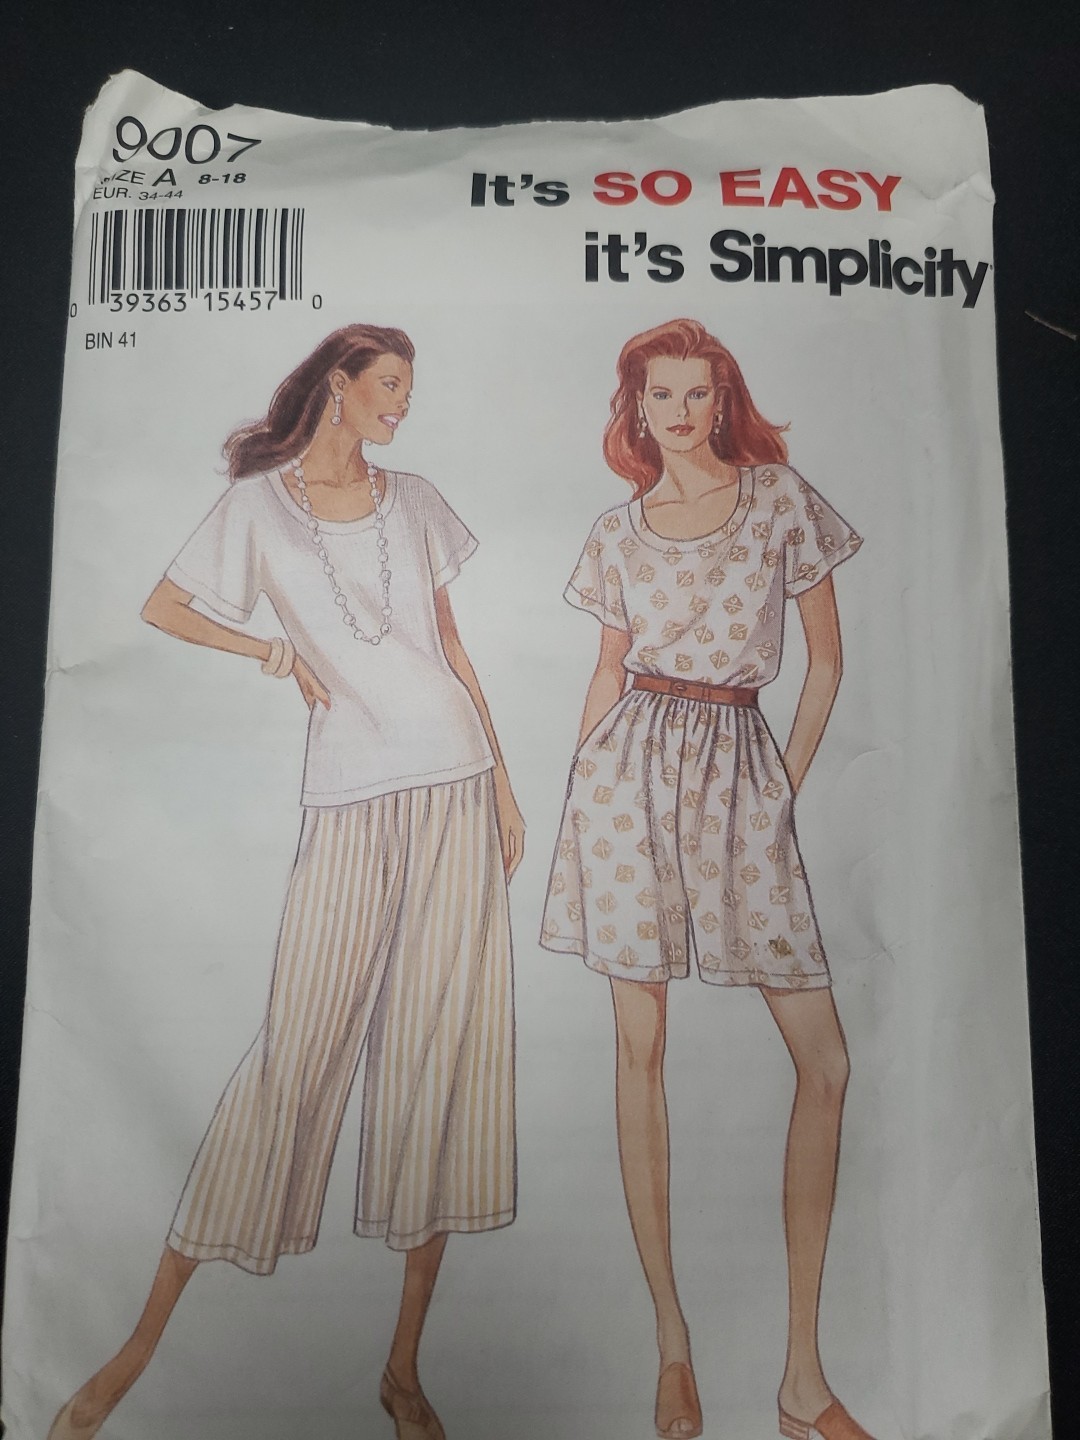 9007
SIZE A 8-18
EUR. 34-44
0 39363 15457 0
BIN 41
It's SO EASY
it's Simplicity